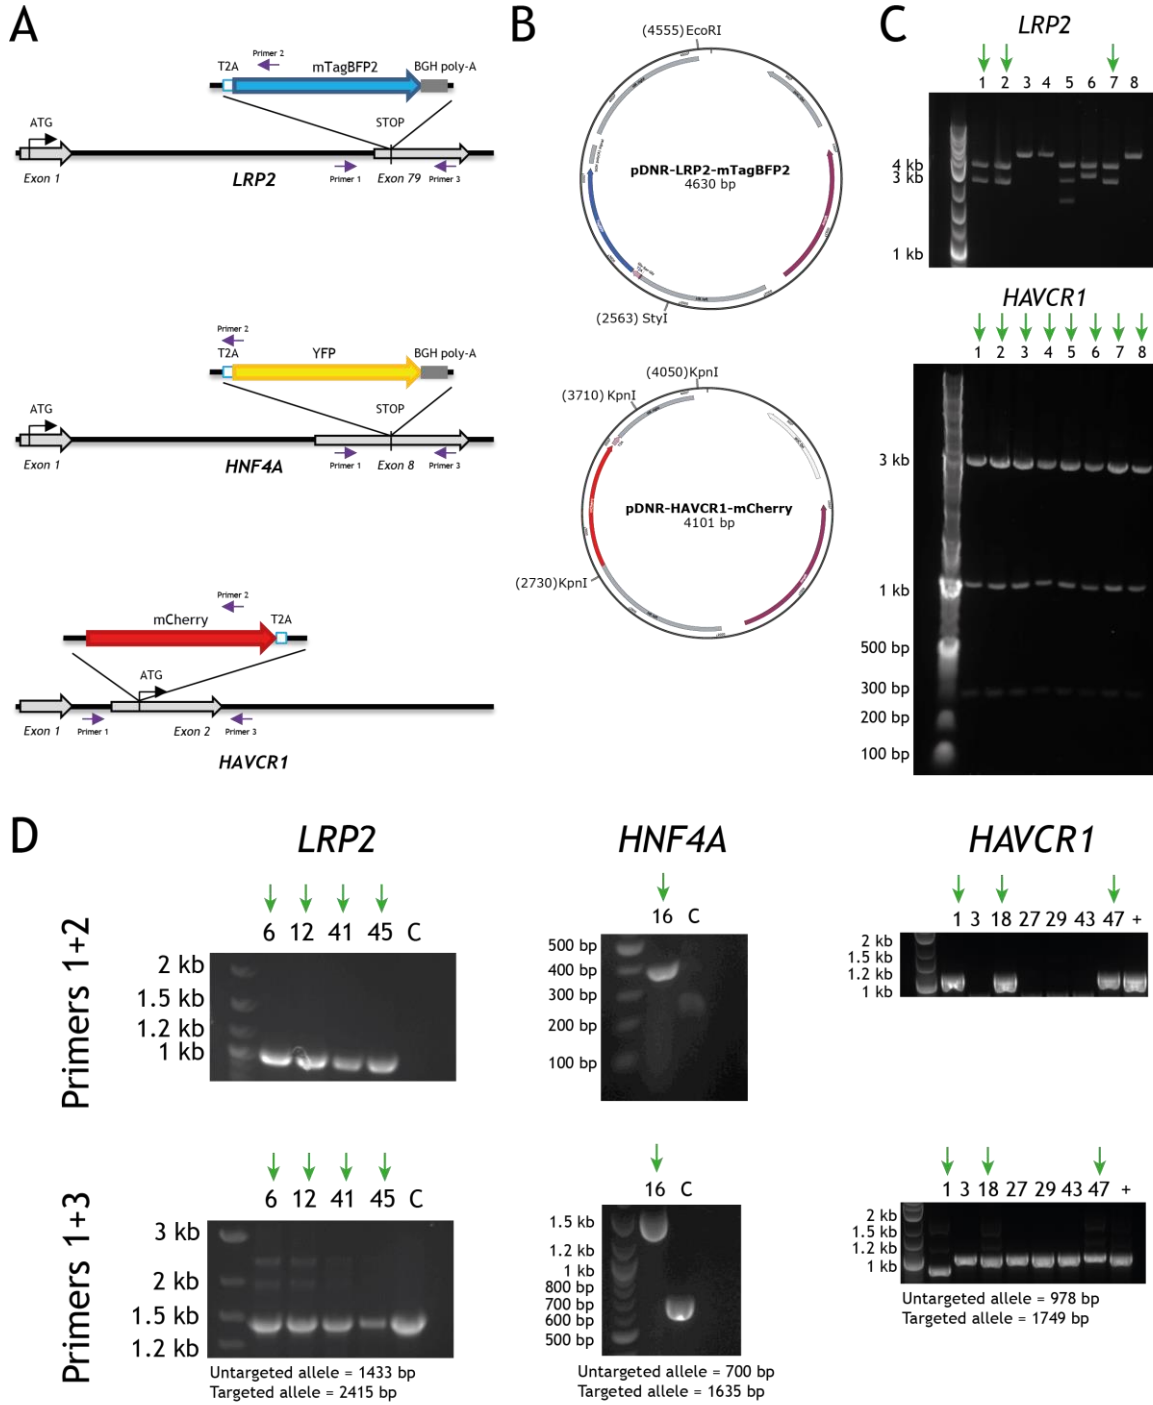 A
Primer 2
T2A
mTagBFP2
BGH poly-A
ATG
STOP
Exon 1
LRP2
Primer 1
Exon 79
Primer 3
Primer 2
T2A
YFP
BGH poly-A
ATG
STOP
Exon 1
HNF4A
Primer 1
Exon 8
Primer 3
Primer 2
mCherry
T2A
ATG
Exon 1
Primer 1
Exon 2
Primer 3
HAVCR1
B
(4555) EcoRI
pDNR-LRP2-mTagBFP2
4630 bp
(2563) StyI
(4050) KpnI
(3710) KpnI
pDNR-HAVCR1-mCherry
4101 bp
(2730) KpnI
C
LRP2
1 2 3 4 5 6 7 8
4 kb
3 kb
1 kb
HAVCR1
1 2 3 4 5 6 7 8
3 kb
1 kb
500 bp
300 bp
200 bp
100 bp
D
LRP2
HNF4A
HAVCR1
Primers 1+2
6 12 41 45 C
2 kb
1.5 kb
1.2 kb
1 kb
16 C
500 bp
400 bp
300 bp
200 bp
100 bp
1 3 18 27 29 43 47 +
2 kb
1.5 kb
1.2 kb
1 kb
Primers 1+3
6 12 41 45 C
3 kb
2 kb
1.5 kb
1.2 kb
Untargeted allele = 1433 bp
Targeted allele = 2415 bp
16 C
1.5 kb
1.2 kb
1 kb
800 bp
700 bp
600 bp
500 bp
Untargeted allele = 700 bp
Targeted allele = 1635 bp
1 3 18 27 29 43 47 +
2 kb
1.5 kb
1.2 kb
1 kb
Untargeted allele = 978 bp
Targeted allele = 1749 bp